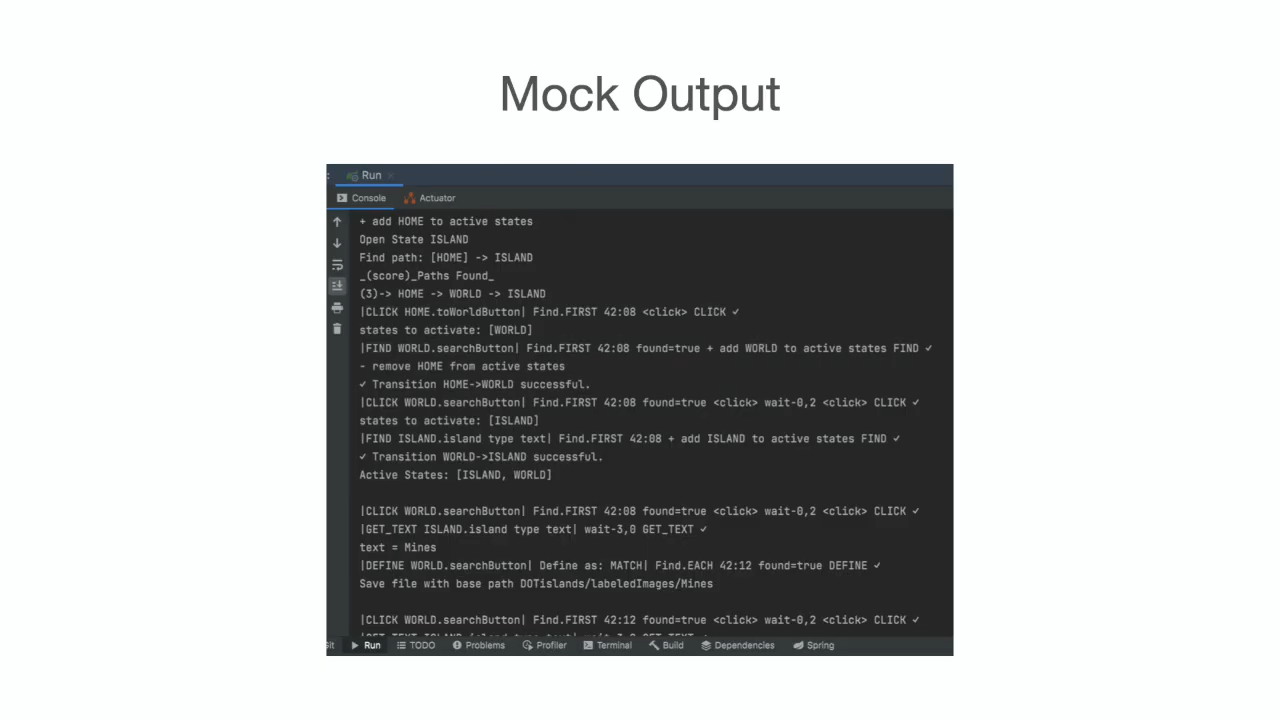 Mock Output
Run
Console Actuator
+ add HOME to active states
Open State ISLAND
Find path: [HOME] -> ISLAND
_(score)_Paths Found_
(3)-> HOME -> WORLD -> ISLAND
|CLICK HOME.toWorldButton| Find.FIRST 42:08 <click> CLICK ✓
states to activate: [WORLD]
|FIND WORLD.searchButton| Find.FIRST 42:08 found=true + add WORLD to active states FIND ✓
- remove HOME from active states
✓ Transition HOME->WORLD successful.
|CLICK WORLD.searchButton| Find.FIRST 42:08 found=true <click> wait-0,2 <click> CLICK ✓
states to activate: [ISLAND]
|FIND ISLAND.island type text| Find.FIRST 42:08 + add ISLAND to active states FIND ✓
✓ Transition WORLD->ISLAND successful.
Active States: [ISLAND, WORLD]
|CLICK WORLD.searchButton| Find.FIRST 42:08 found=true <click> wait-0,2 <click> CLICK ✓
|GET_TEXT ISLAND.island type text| wait-3,0 GET_TEXT ✓
text = Mines
|DEFINE WORLD.searchButton| Define as: MATCH| Find.EACH 42:12 found=true DEFINE ✓
Save file with base path DOTislands/labeledImages/Mines
|CLICK WORLD.searchButton| Find.FIRST 42:12 found=true <click> wait-0,2 <click> CLICK ✓
|GET_TEXT ISLAND.island type text| wait-3,0 GET_TEXT ✓
Run TODO Problems Profiler Terminal Build Dependencies Spring